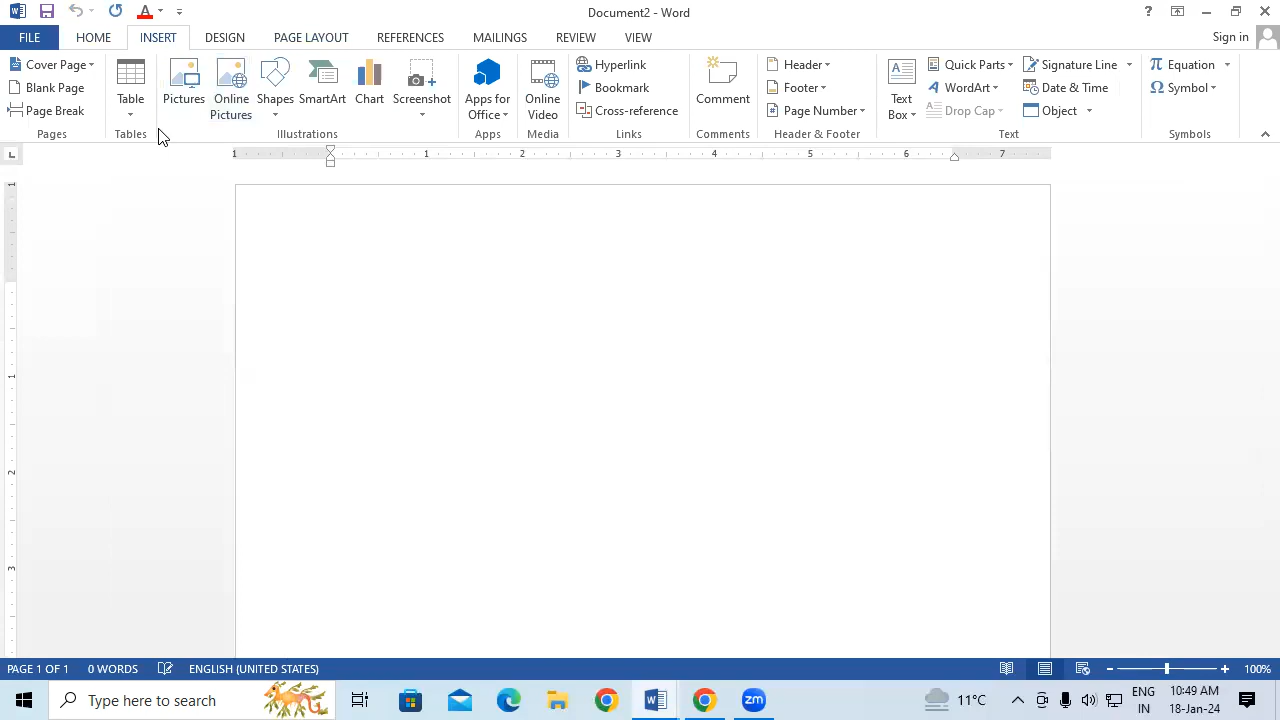 Document2 - Word
Sign in
FILE HOME INSERT DESIGN PAGE LAYOUT REFERENCES MAILINGS REVIEW VIEW
Cover Page
Blank Page
Page Break
Pages
Table
Tables
Pictures
Online Pictures
Shapes
SmartArt
Chart
Screenshot
Illustrations
Apps for Office
Apps
Online Video
Media
Hyperlink
Bookmark
Cross-reference
Links
Comment
Comments
Header
Footer
Page Number
Header & Footer
Text Box
Quick Parts
WordArt
Drop Cap
Signature Line
Date & Time
Object
Text
Equation
Symbol
Symbols
1 1 2 3 4 5 6 7
1
1
2
3
PAGE 1 OF 1 0 WORDS ENGLISH (UNITED STATES) 100%
Type here to search
11°C
ENG
IN
10:49 AM
18-Jan-24